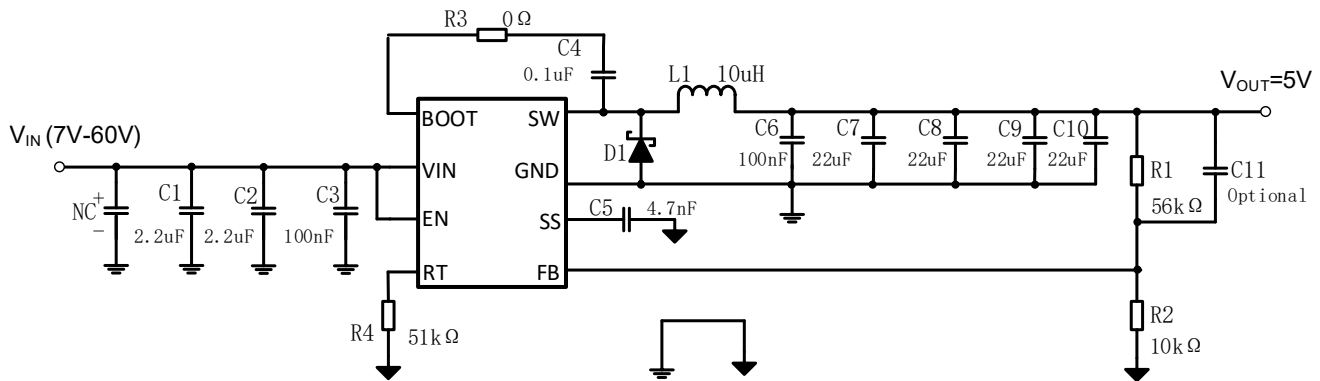 R3 0Ω
C4
0.1uF
L1 10uH
V_OUT=5V
V_IN (7V-60V)
BOOT SW
VIN GND
EN SS
RT FB
D1
C6 C7 C8 C9 C10
100nF 22uF 22uF 22uF 22uF
R1
56kΩ
C11
Optional
NC + -
C1 C2 C3
2.2uF 2.2uF 100nF
C5 4.7nF
R4 51kΩ
R2
10kΩ